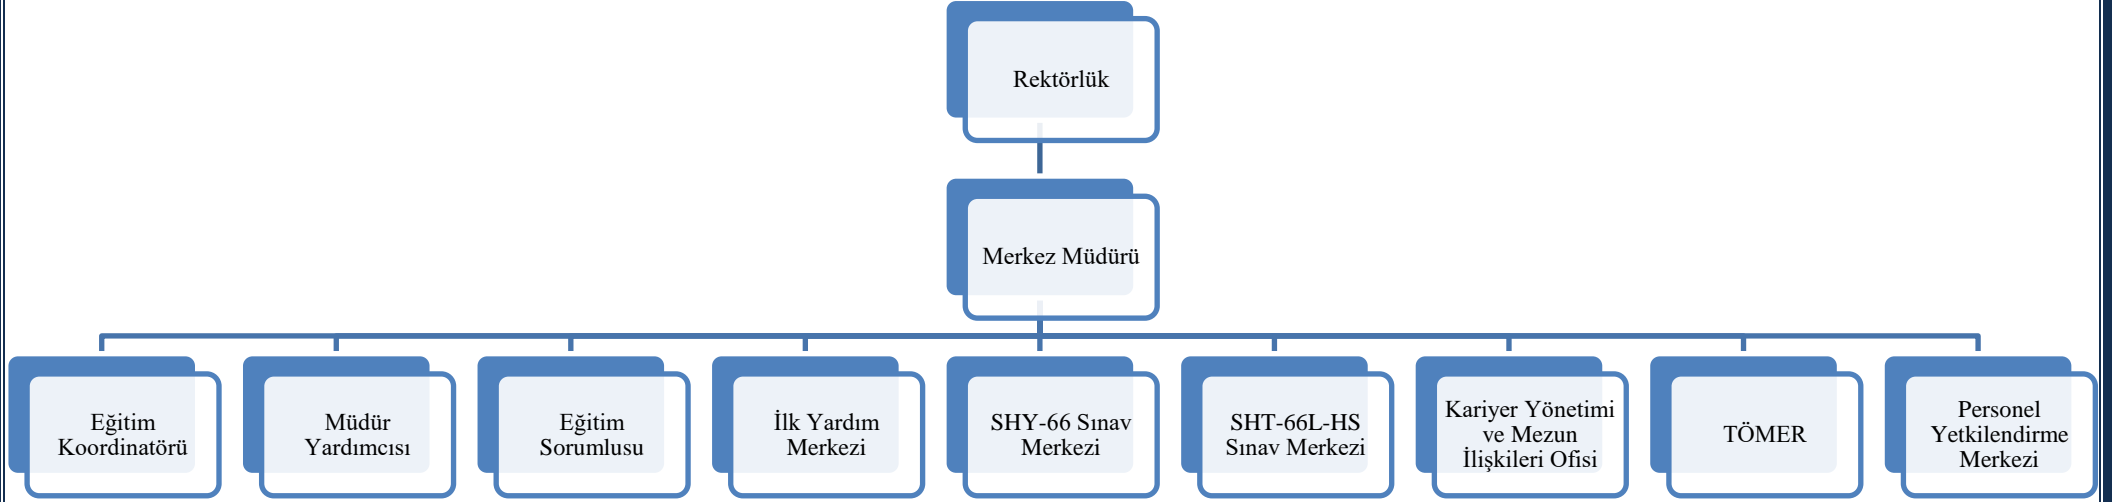 Rektörlük
Merkez Müdürü
Eğitim
Koordinatörü
Müdür
Yardımcısı
Eğitim
Sorumlusu
İlk Yardım
Merkezi
SHY-66 Sınav
Merkezi
SHT-66L-HS
Sınav Merkezi
Kariyer Yönetimi
ve Mezun
İlişkileri Ofisi
TÖMER
Personel
Yetkilendirme
Merkezi